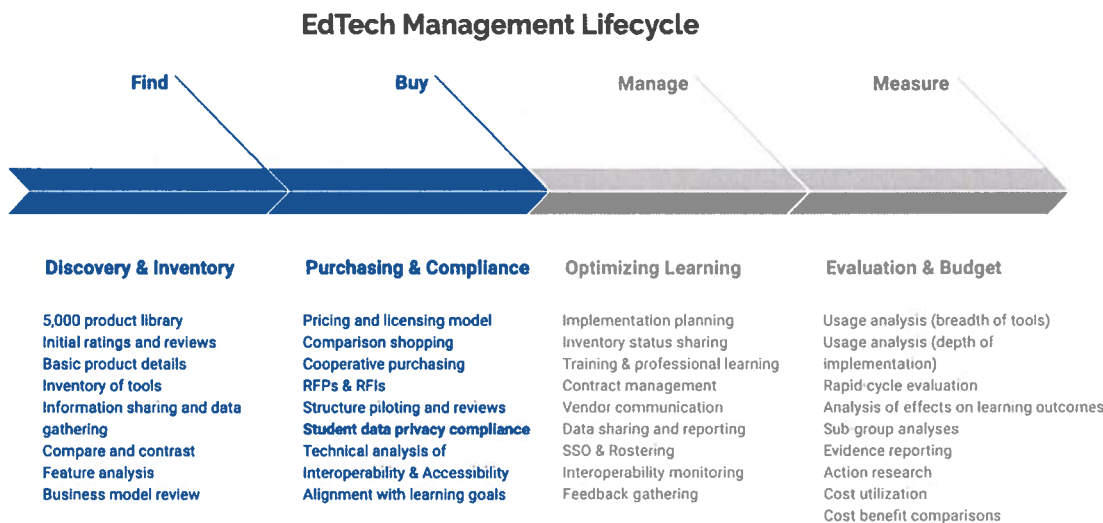 EdTech Management Lifecycle
Find
Buy
Manage
Measure
Discovery & Inventory
5,000 product library
Initial ratings and reviews
Basic product details
Inventory of tools
Information sharing and data
gathering
Compare and contrast
Feature analysis
Business model review
Purchasing & Compliance
Pricing and licensing model
Comparison shopping
Cooperative purchasing
RFPs & RFIs
Structure piloting and reviews
Student data privacy compliance
Technical analysis of
Interoperability & Accessibility
Alignment with learning goals
Optimizing Learning
Implementation planning
Inventory status sharing
Training & professional learning
Contract management
Vendor communication
Data sharing and reporting
SSO & Rostering
Interoperability monitoring
Feedback gathering
Evaluation & Budget
Usage analysis (breadth of tools)
Usage analysis (depth of
implementation)
Rapid-cycle evaluation
Analysis of effects on learning outcomes
Sub-group analyses
Evidence reporting
Action research
Cost utilization
Cost benefit comparisons